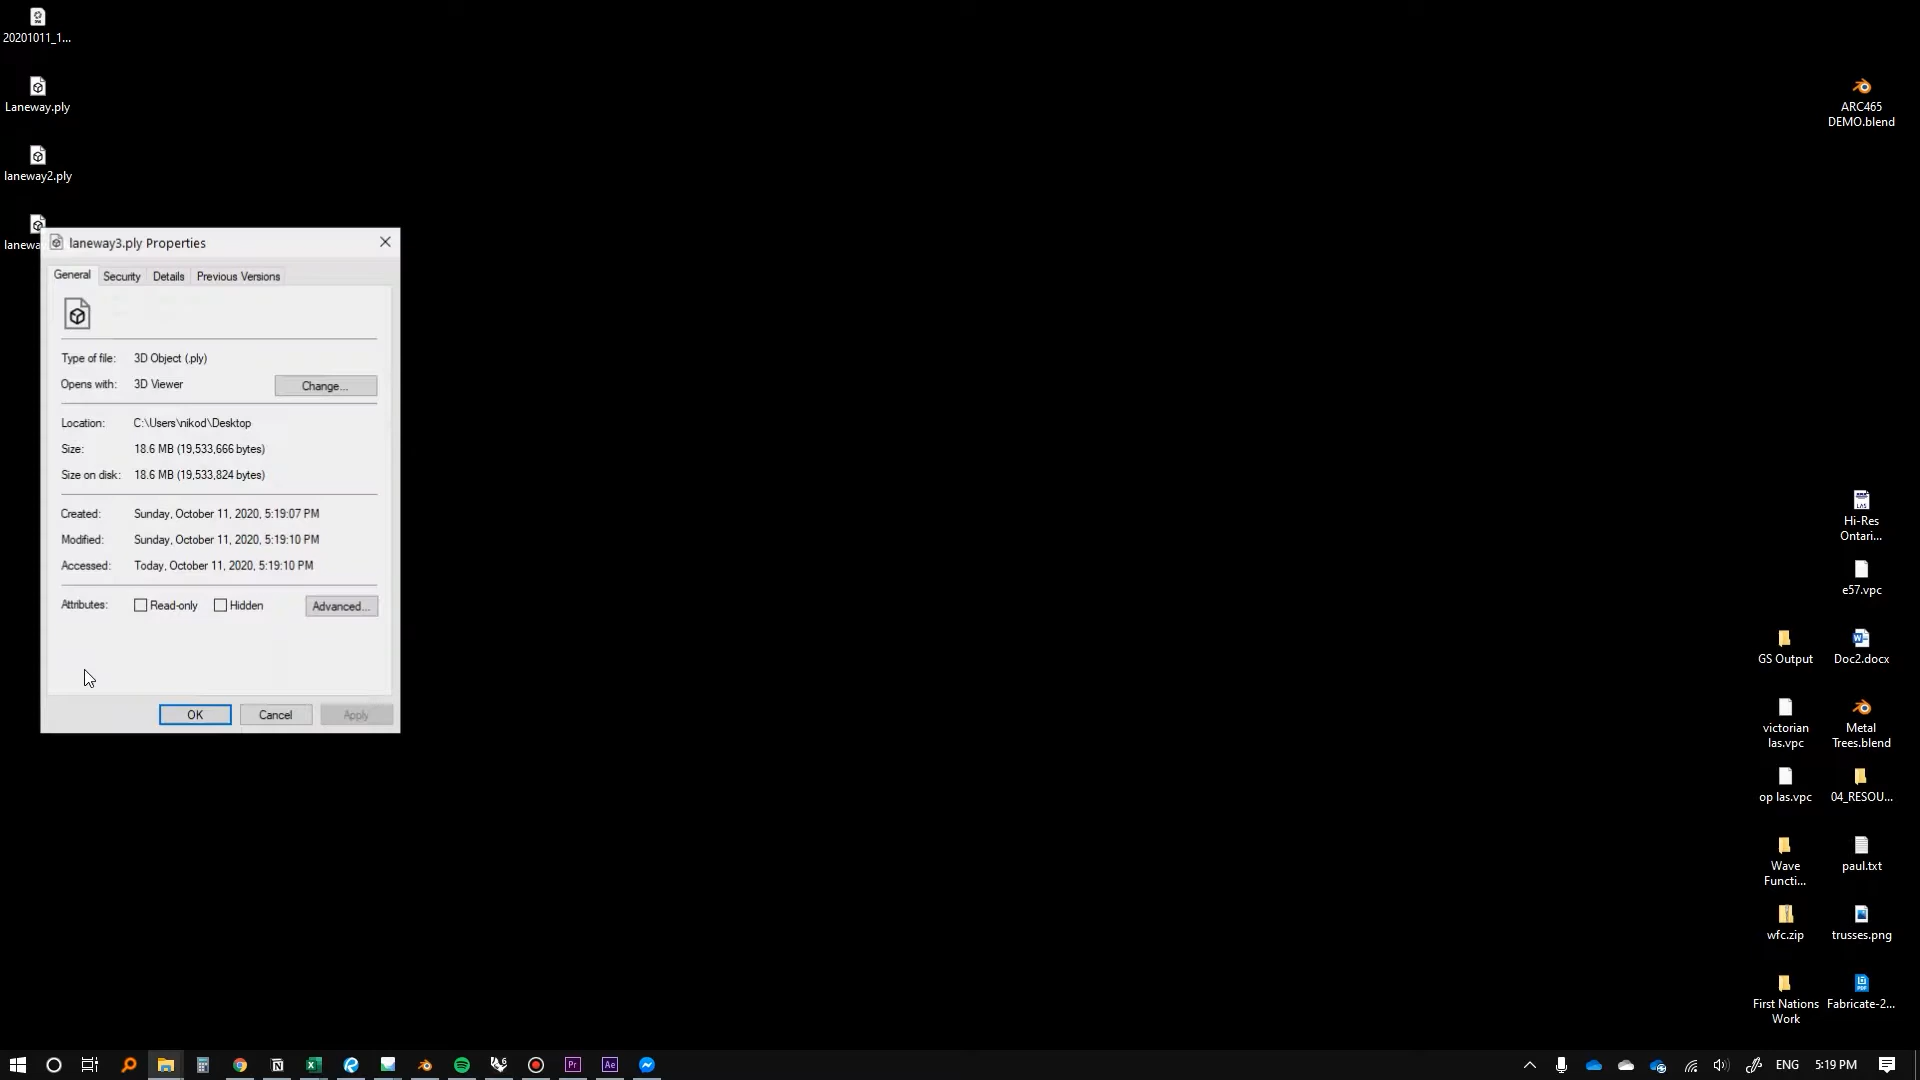 20201011_1...
Laneway.ply
laneway2.ply
laneway3.ply Properties
General
Security
Details
Previous Versions
Type of file:
3D Object (.ply)
Opens with:
3D Viewer
Change...
Location:
C:\Users\nikod\Desktop
Size:
18.6 MB (19,533,666 bytes)
Size on disk:
18.6 MB (19,533,824 bytes)
Created:
Sunday, October 11, 2020, 5:19:07 PM
Modified:
Sunday, October 11, 2020, 5:19:10 PM
Accessed:
Today, October 11, 2020, 5:19:10 PM
Attributes:
Read-only
Hidden
Advanced...
OK
Cancel
Apply
ARC465
DEMO.blend
Hi-Res
Ontari...
e57.vpc
GS Output
Doc2.docx
victorian
las.vpc
Metal
Trees.blend
op las.vpc
04_RESOU...
Wave
Functi...
paul.txt
wfc.zip
trusses.png
First Nations
Work
Fabricate-2...
ENG
5:19 PM